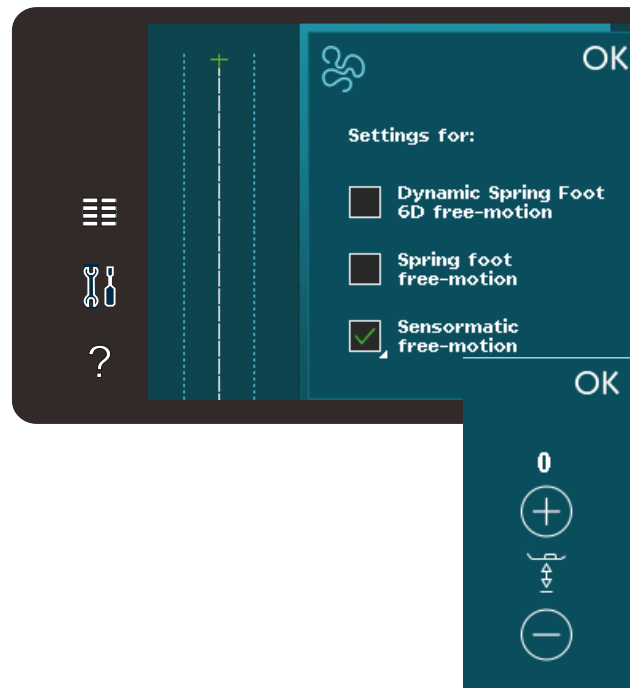 OK
Settings for:
Dynamic Spring Foot
6D free-motion
Spring foot
free-motion
Sensormatic
free-motion
?
OK
0